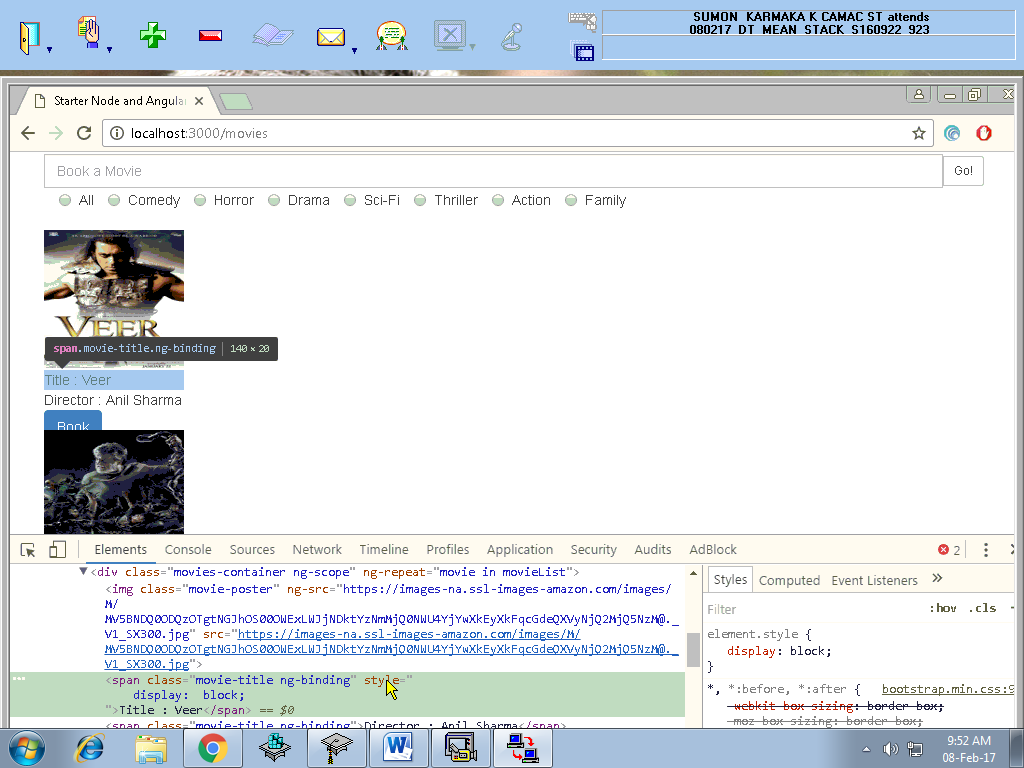 SUMON KARMAKA K CAMAC ST attends
080217 DT MEAN STACK S160922 923
Starter Node and Angula
localhost:3000/movies
Book a Movie
Go!
All Comedy Horror Drama Sci-Fi Thriller Action Family
VEER
span.movie-title.ng-binding 140 × 20
Title : Veer
Director : Anil Sharma
Book
Elements Console Sources Network Timeline Profiles Application Security Audits AdBlock 2
<div class="movies-container ng-scope" ng-repeat="movie in movieList">
<img class="movie-poster" ng-src="https://images-na.ssl-images-amazon.com/images/
M/
MV5BNDQ0ODQzOTgtNGJhOS00OWExLWJjNDktYzNmMjQ0NWU4YjYwXkEyXkFqcGdeQXVyNjQ2MjQ5NzM@._
V1_SX300.jpg" src="https://images-na.ssl-images-amazon.com/images/M/
MV5BNDQ0ODQzOTgtNGJhOS00OWExLWJjNDktYzNmMjQ0NWU4YjYwXkEyXkFqcGdeQXVyNjQ2MjQ5NzM@._
V1_SX300.jpg">
<span class="movie-title ng-binding" style="
display: block;
">Title : Veer</span> == $0
<span class="movie-title ng-binding">Director : Anil Sharma</span>
Styles Computed Event Listeners »
Filter :hov .cls
element.style {
display: block;
}
*, *:before, *:after { bootstrap.min.css:9
-webkit-box-sizing: border-box;
-moz-box-sizing: border-box;
9:52 AM
08-Feb-17